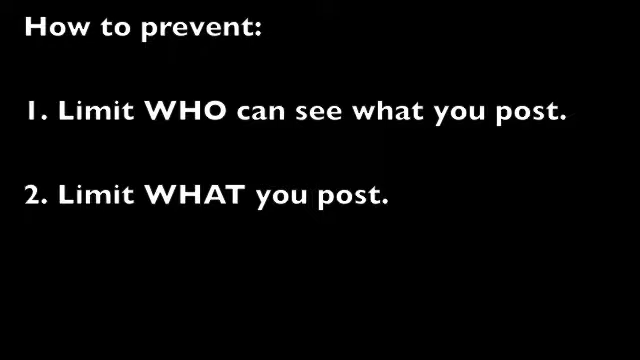 How to prevent:
1. Limit WHO can see what you post.
2. Limit WHAT you post.